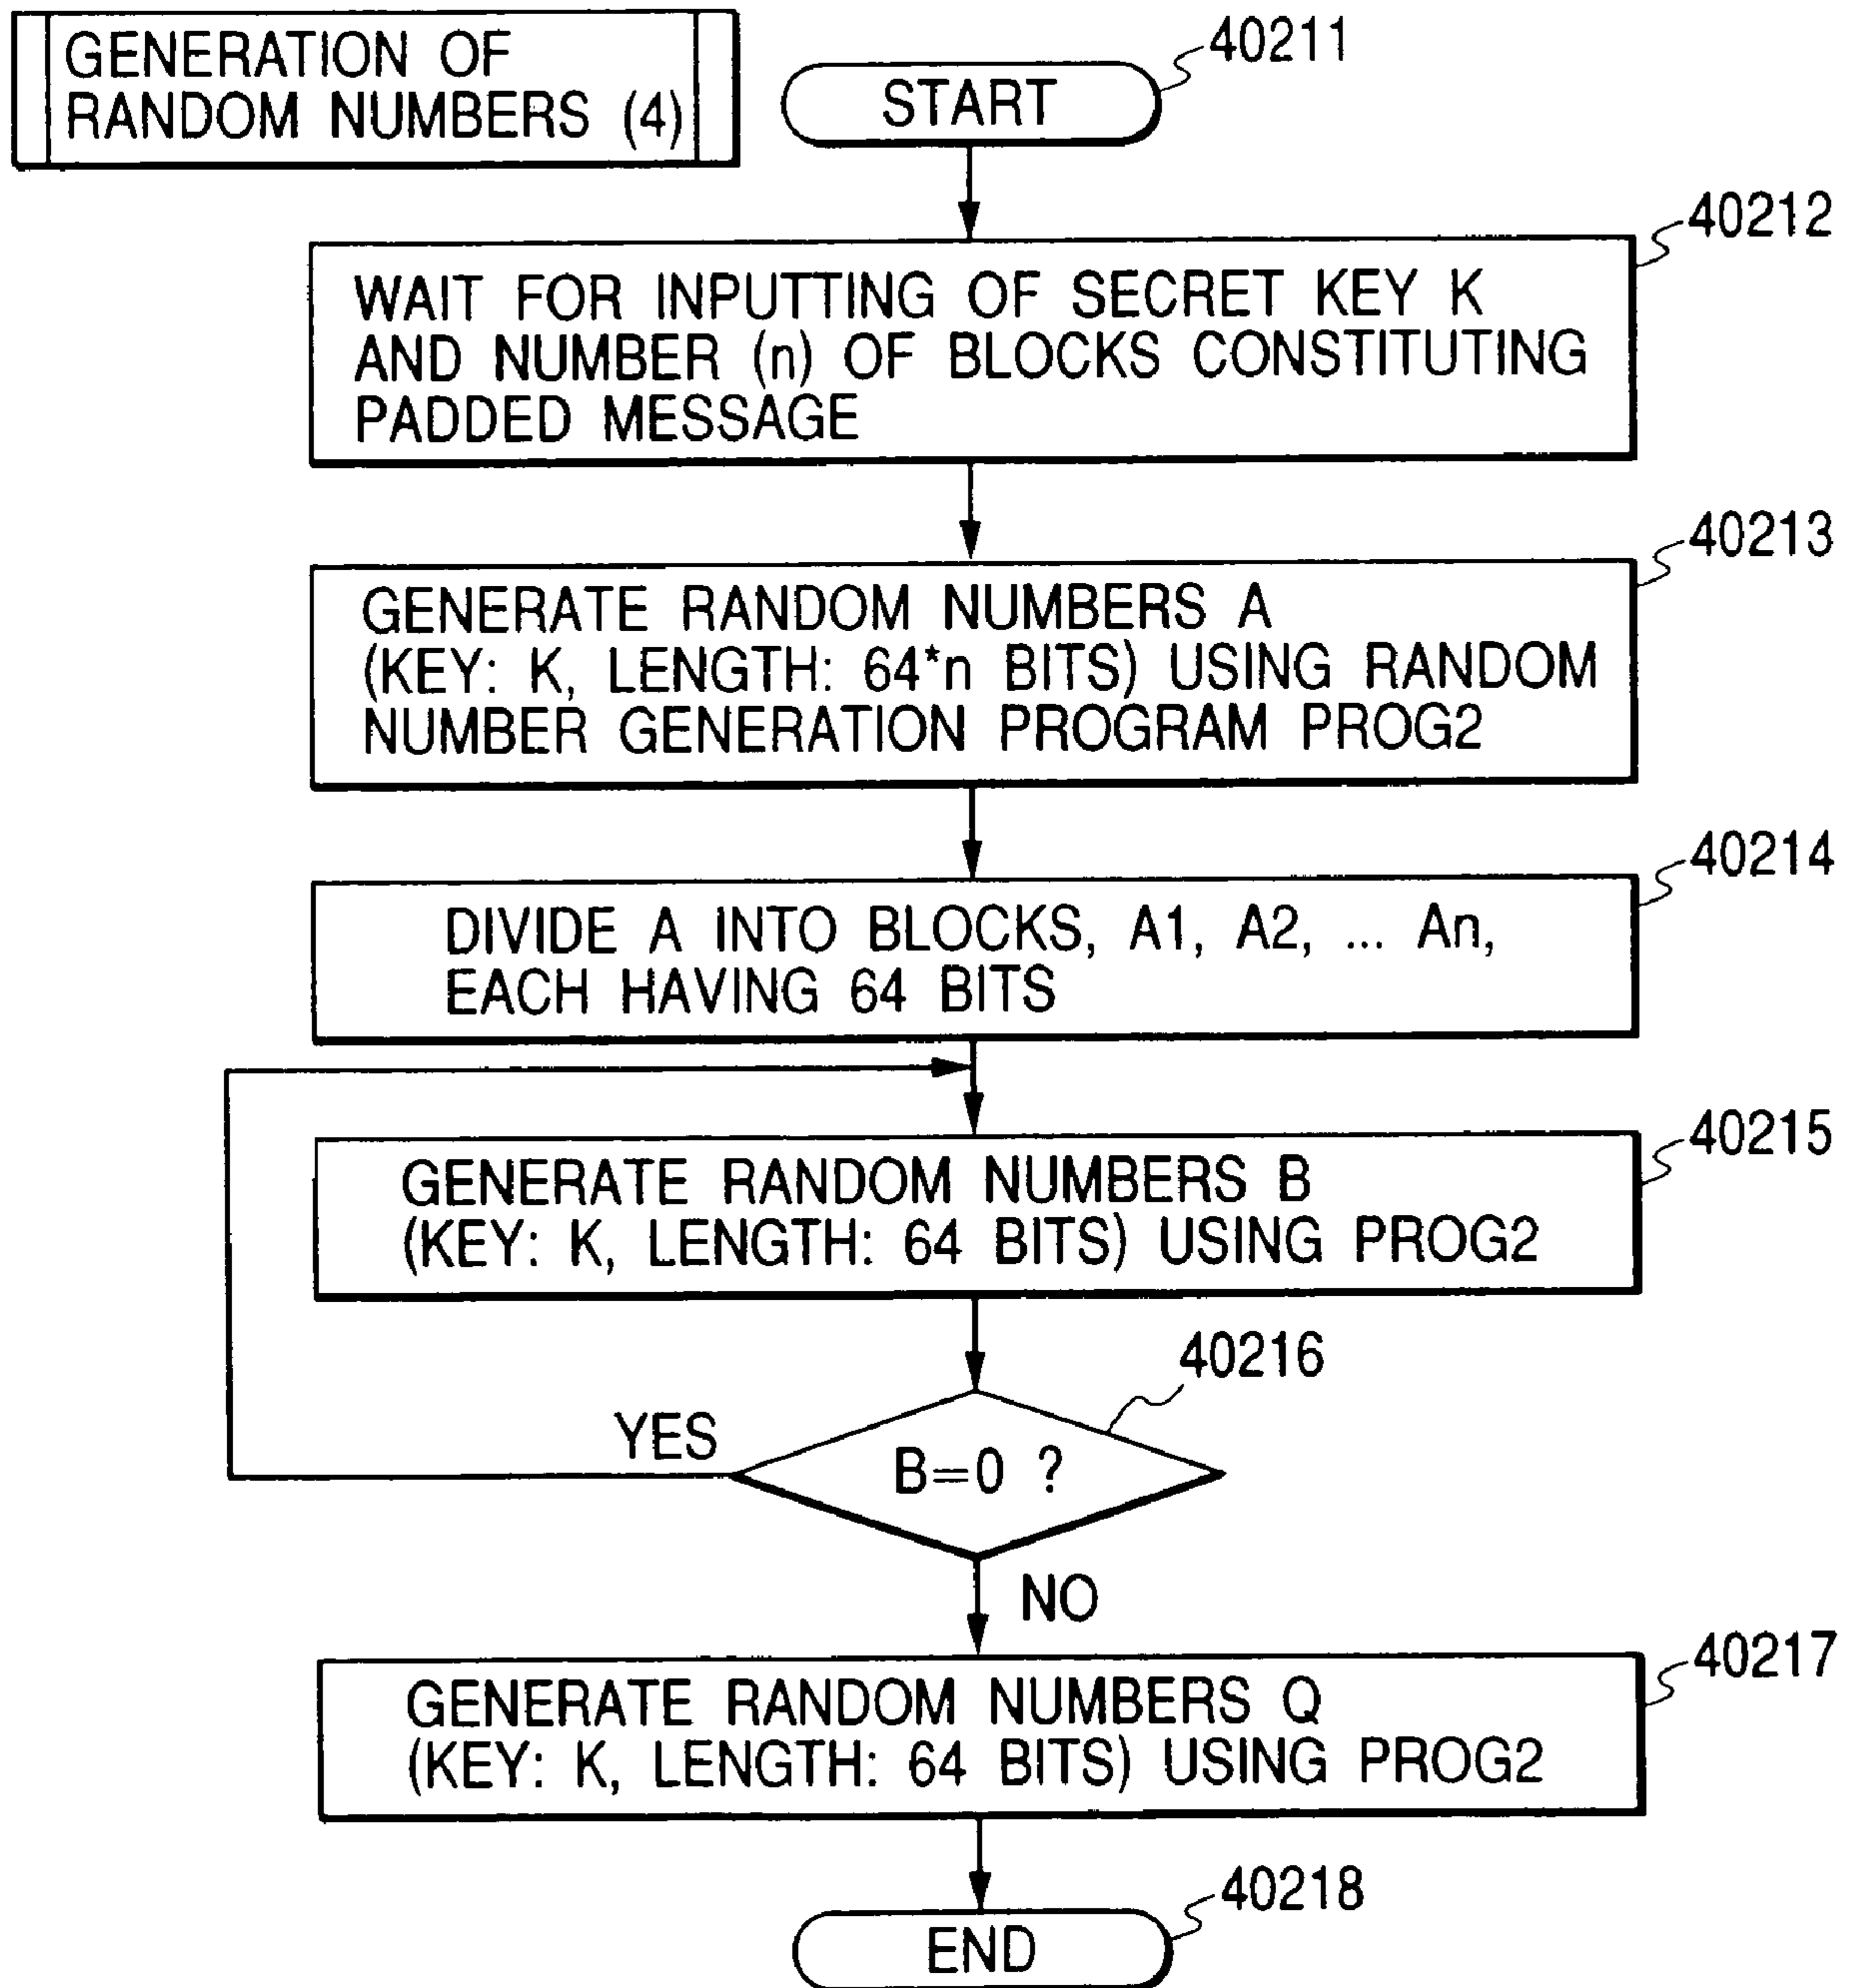 GENERATION OF
RANDOM NUMBERS (4)
START
40211
40212
WAIT FOR INPUTTING OF SECRET KEY K
AND NUMBER (n) OF BLOCKS CONSTITUTING
PADDED MESSAGE
40213
GENERATE RANDOM NUMBERS A
(KEY: K, LENGTH: 64*n BITS) USING RANDOM
NUMBER GENERATION PROGRAM PROG2
40214
DIVIDE A INTO BLOCKS, A1, A2, ... An,
EACH HAVING 64 BITS
40215
GENERATE RANDOM NUMBERS B
(KEY: K, LENGTH: 64 BITS) USING PROG2
40216
YES
B=0 ?
NO
40217
GENERATE RANDOM NUMBERS Q
(KEY: K, LENGTH: 64 BITS) USING PROG2
40218
END